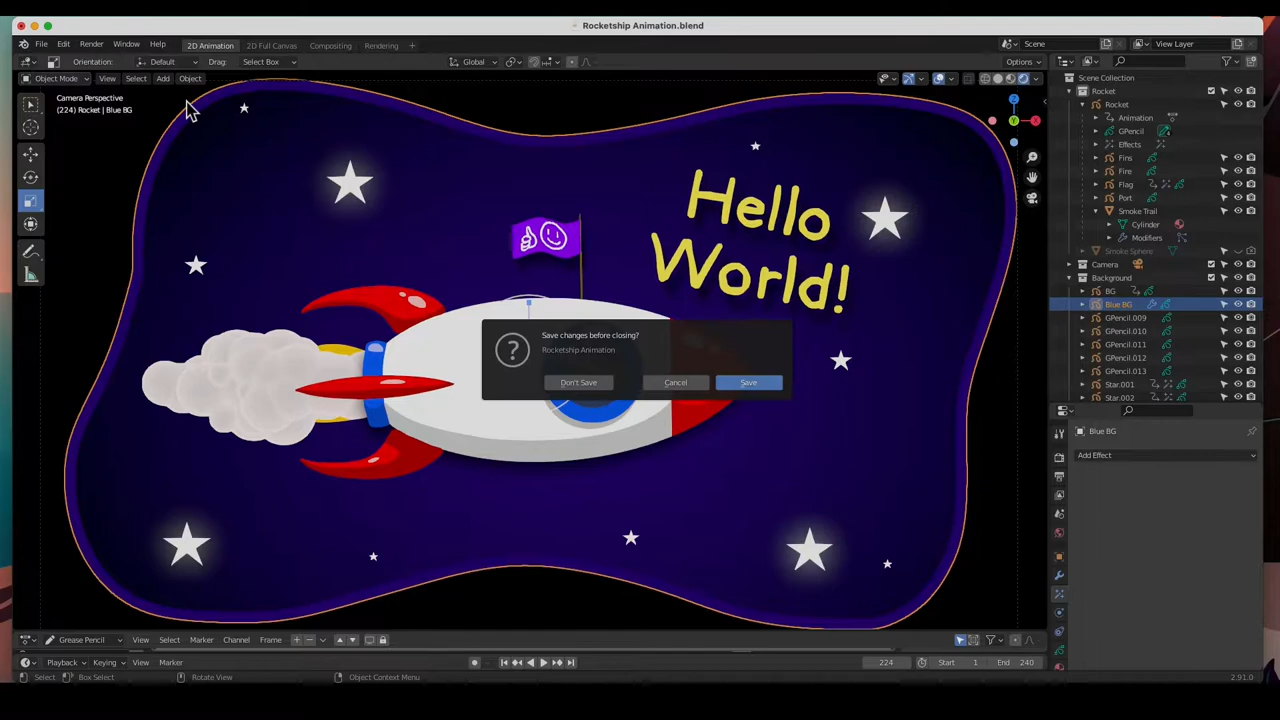 Rocketship Animation.blend
File Edit Render Window Help
2D Animation 2D Full Canvas Compositing Rendering +
Scene
View Layer
Orientation: Default Drag: Select Box
Global
Options
Object Mode View Select Add Object
Camera Perspective
(224) Rocket | Blue BG
Z
Y
X
Hello
World!
Save changes before closing?
Rocketship Animation
Don't Save Cancel Save
Scene Collection
Rocket
Rocket
Animation
GPencil
Effects
Fins
Fire
Flag
Port
Smoke Trail
Cylinder
Modifiers
Smoke Sphere
Camera
Background
BG
Blue BG
GPencil.009
GPencil.010
GPencil.011
GPencil.012
GPencil.013
Star.001
Star.002
Blue BG
Add Effect
Grease Pencil View Select Marker Channel Frame
Playback Keying View Marker
224 Start 1 End 240
Select Box Select Rotate View Object Context Menu
2.91.0